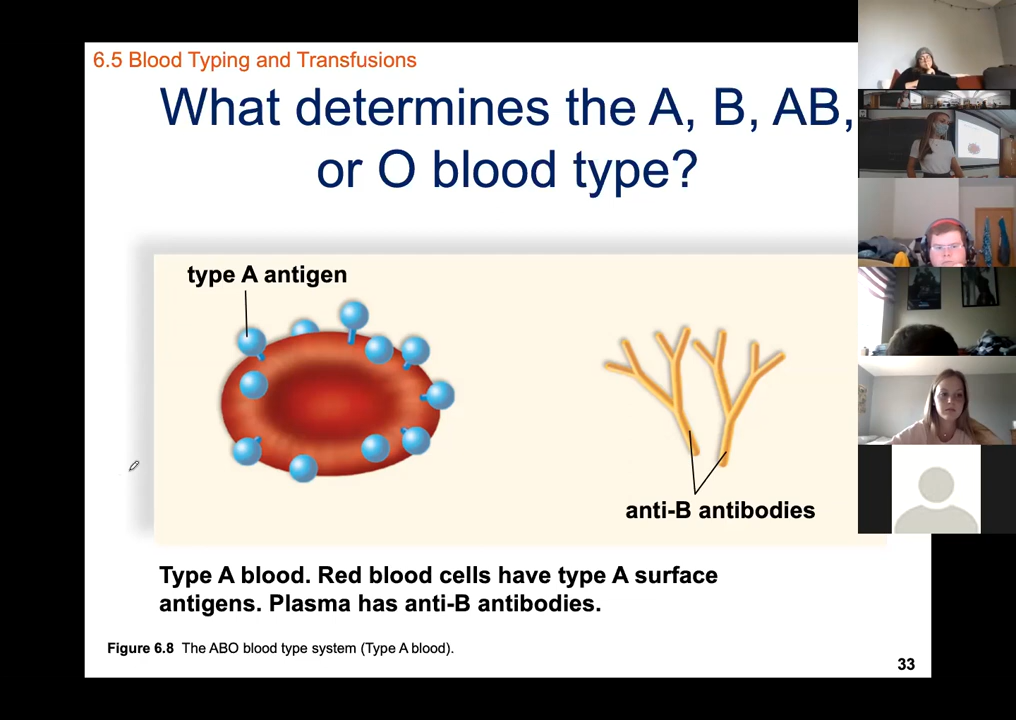 6.5 Blood Typing and Transfusions
What determines the A, B, AB,
or O blood type?
type A antigen
anti-B antibodies
Type A blood. Red blood cells have type A surface
antigens. Plasma has anti-B antibodies.
Figure 6.8 The ABO blood type system (Type A blood).
33